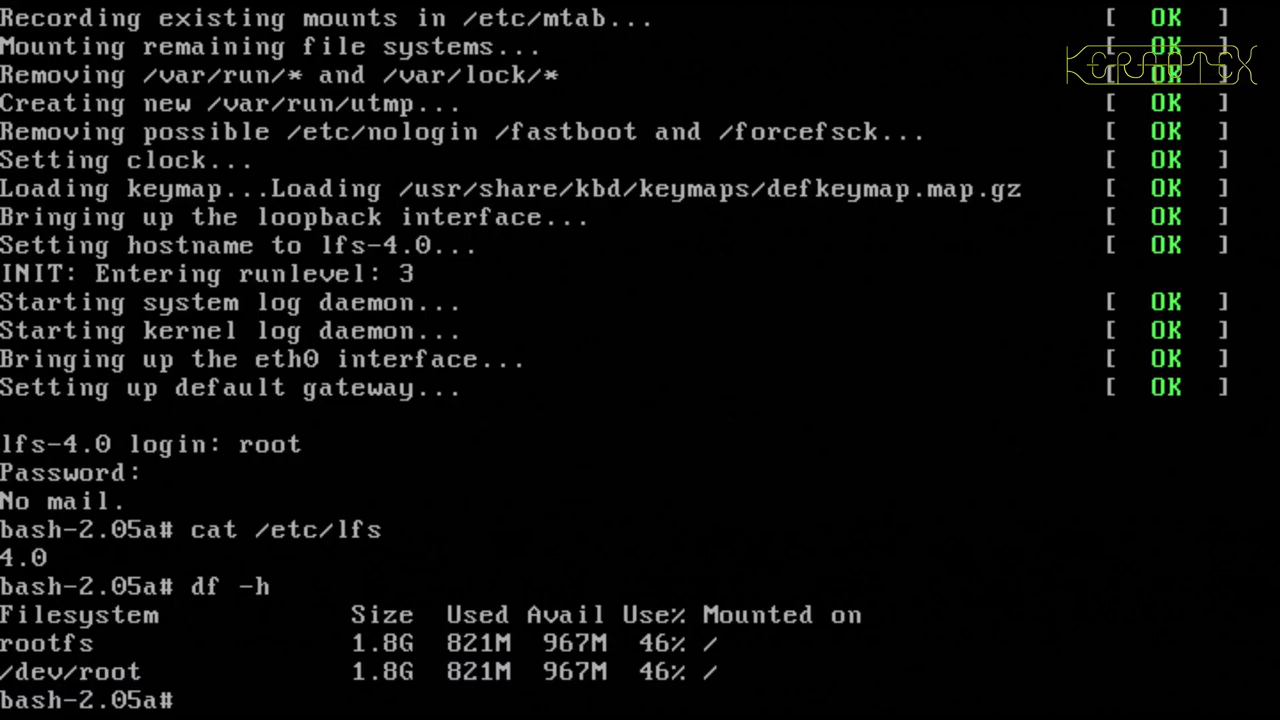 Recording existing mounts in /etc/mtab... [ OK ]
Mounting remaining file systems... [ OK ]
Removing /var/run/* and /var/lock/* [ OK ]
Creating new /var/run/utmp... [ OK ]
Removing possible /etc/nologin /fastboot and /forcefsck... [ OK ]
Setting clock... [ OK ]
Loading keymap...Loading /usr/share/kbd/keymaps/defkeymap.map.gz [ OK ]
Bringing up the loopback interface... [ OK ]
Setting hostname to lfs-4.0... [ OK ]
INIT: Entering runlevel: 3
Starting system log daemon... [ OK ]
Starting kernel log daemon... [ OK ]
Bringing up the eth0 interface... [ OK ]
Setting up default gateway... [ OK ]
lfs-4.0 login: root
Password:
No mail.
bash-2.05a# cat /etc/lfs
4.0
bash-2.05a# df -h
Filesystem Size Used Avail Use% Mounted on
rootfs 1.8G 821M 967M 46% /
/dev/root 1.8G 821M 967M 46% /
bash-2.05a#